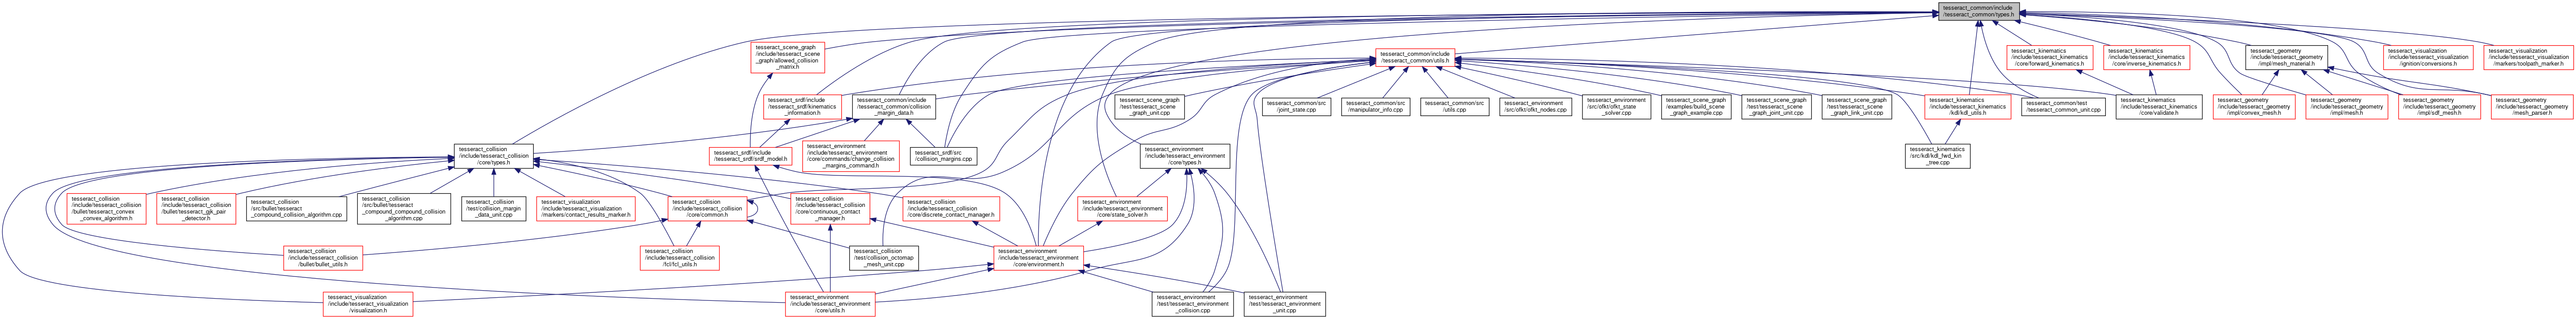 tesseract_common/include
/tesseract_common/types.h
tesseract_scene_graph
/include/tesseract_scene
_graph/allowed_collision
_matrix.h
tesseract_common/include
/tesseract_common/utils.h
tesseract_kinematics
/include/tesseract_kinematics
/core/forward_kinematics.h
tesseract_kinematics
/include/tesseract_kinematics
/core/inverse_kinematics.h
tesseract_geometry
/include/tesseract_geometry
/impl/mesh_material.h
tesseract_visualization
/include/tesseract_visualization
/ignition/conversions.h
tesseract_visualization
/include/tesseract_visualization
/markers/toolpath_marker.h
tesseract_srdf/include
/tesseract_srdf/kinematics
_information.h
tesseract_common/include
/tesseract_common/collision
_margin_data.h
tesseract_scene_graph
/test/tesseract_scene
_graph_unit.cpp
tesseract_common/src
/joint_state.cpp
tesseract_common/src
/manipulator_info.cpp
tesseract_common/src
/utils.cpp
tesseract_environment
/src/ofkt/ofkt_nodes.cpp
tesseract_environment
/src/ofkt/ofkt_state
_solver.cpp
tesseract_scene_graph
/examples/build_scene
_graph_example.cpp
tesseract_scene_graph
/test/tesseract_scene
_graph_joint_unit.cpp
tesseract_scene_graph
/test/tesseract_scene
_graph_link_unit.cpp
tesseract_kinematics
/include/tesseract_kinematics
/kdl/kdl_utils.h
tesseract_common/test
/tesseract_common_unit.cpp
tesseract_kinematics
/include/tesseract_kinematics
/core/validate.h
tesseract_geometry
/include/tesseract_geometry
/impl/convex_mesh.h
tesseract_geometry
/include/tesseract_geometry
/impl/mesh.h
tesseract_geometry
/include/tesseract_geometry
/impl/sdf_mesh.h
tesseract_geometry
/include/tesseract_geometry
/mesh_parser.h
tesseract_collision
/include/tesseract_collision
/core/types.h
tesseract_srdf/include
/tesseract_srdf/srdf_model.h
tesseract_environment
/include/tesseract_environment
/core/commands/change_collision
_margins_command.h
tesseract_srdf/src
/collision_margins.cpp
tesseract_environment
/include/tesseract_environment
/core/types.h
tesseract_kinematics
/src/kdl/kdl_fwd_kin
_tree.cpp
tesseract_collision
/include/tesseract_collision
/bullet/tesseract_convex
_convex_algorithm.h
tesseract_collision
/include/tesseract_collision
/bullet/tesseract_gjk_pair
_detector.h
tesseract_collision
/src/bullet/tesseract
_compound_collision_algorithm.cpp
tesseract_collision
/src/bullet/tesseract
_compound_compound_collision
_algorithm.cpp
tesseract_collision
/test/collision_margin
_data_unit.cpp
tesseract_visualization
/include/tesseract_visualization
/markers/contact_results_marker.h
tesseract_collision
/include/tesseract_collision
/core/common.h
tesseract_collision
/include/tesseract_collision
/core/continuous_contact
_manager.h
tesseract_collision
/include/tesseract_collision
/core/discrete_contact_manager.h
tesseract_environment
/include/tesseract_environment
/core/state_solver.h
tesseract_collision
/include/tesseract_collision
/bullet/bullet_utils.h
tesseract_collision
/include/tesseract_collision
/fcl/fcl_utils.h
tesseract_collision
/test/collision_octomap
_mesh_unit.cpp
tesseract_environment
/include/tesseract_environment
/core/environment.h
tesseract_visualization
/include/tesseract_visualization
/visualization.h
tesseract_environment
/include/tesseract_environment
/core/utils.h
tesseract_environment
/test/tesseract_environment
_collision.cpp
tesseract_environment
/test/tesseract_environment
_unit.cpp